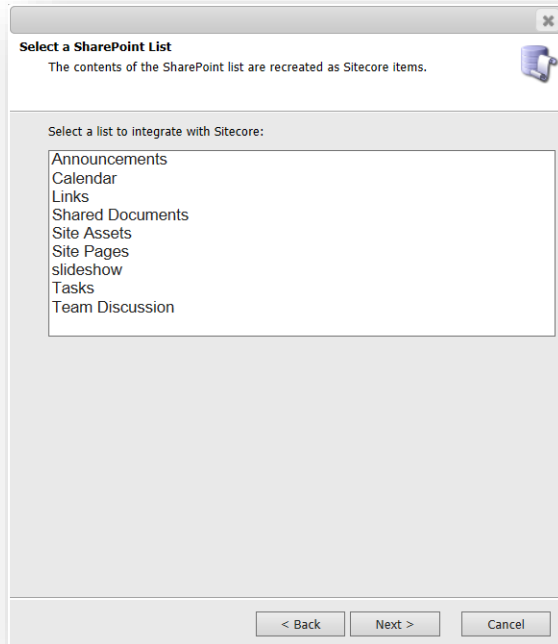 Select a SharePoint List
The contents of the SharePoint list are recreated as Sitecore items.
Select a list to integrate with Sitecore:
Announcements
Calendar
Links
Shared Documents
Site Assets
Site Pages
slideshow
Tasks
Team Discussion
< Back Next > Cancel